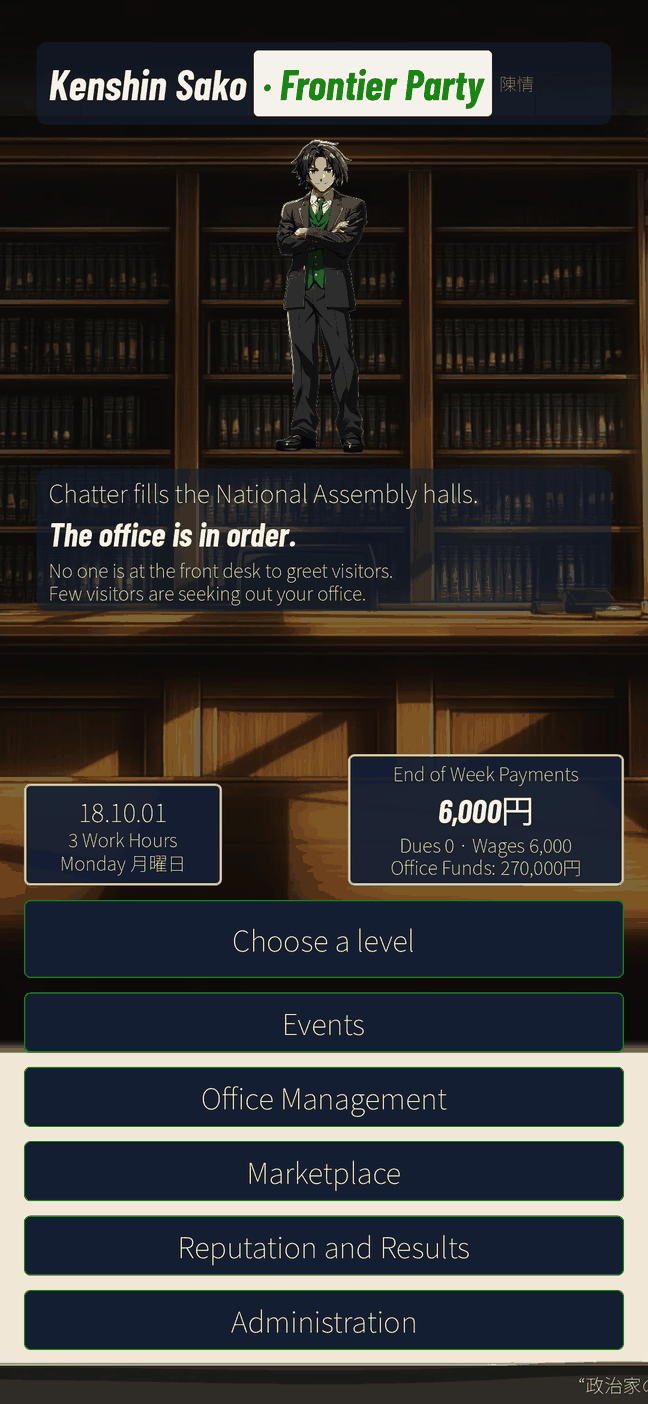 Kenshin Sako · Frontier Party 陳情
Chatter fills the National Assembly halls.
The office is in order.
No one is at the front desk to greet visitors.
Few visitors are seeking out your office.
18.10.01
3 Work Hours
Monday 月曜日
End of Week Payments
6,000円
Dues 0 · Wages 6,000
Office Funds: 270,000円
Choose a level
Events
Office Management
Marketplace
Reputation and Results
Administration
“政治家の